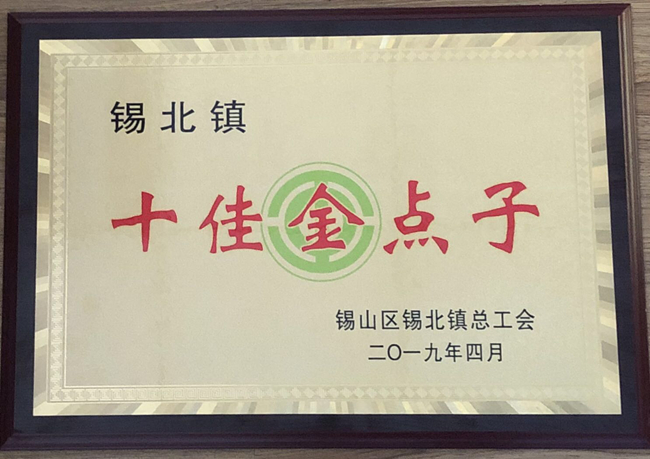 锡北镇
十佳金点子
锡山区锡北镇总工会
二〇一九年四月